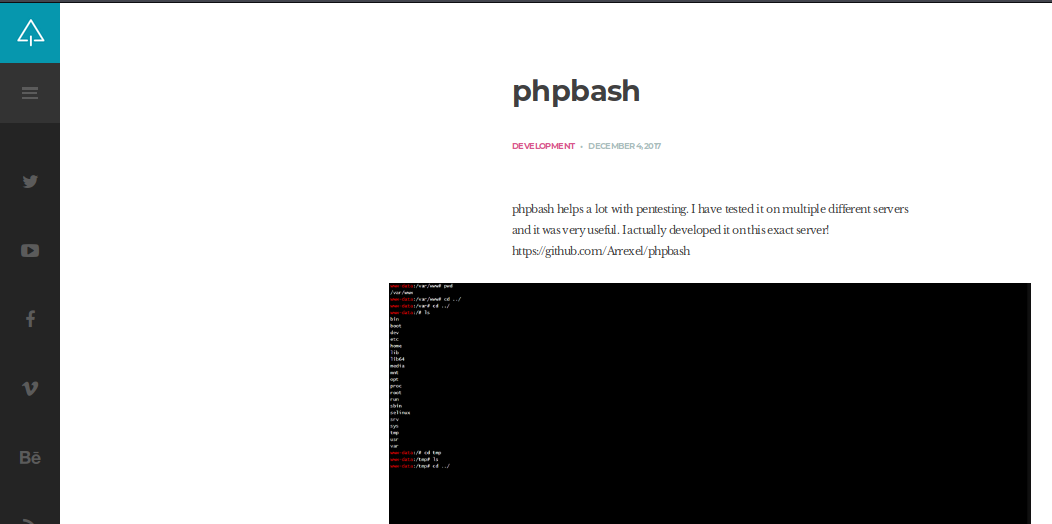 phpbash
DEVELOPMENT • DECEMBER 4, 2017
phpbash helps a lot with pentesting. I have tested it on multiple different servers
and it was very useful. I actually developed it on this exact server!
https://github.com/Arrexel/phpbash
www-data:/var/www# pwd
/var/www
www-data:/var/www# cd ../
www-data:/var# cd ../
www-data:/# ls
bin
boot
dev
etc
home
lib
lib64
media
mnt
opt
proc
root
run
sbin
selinux
srv
sys
tmp
usr
var
www-data:/# cd tmp
www-data:/tmp# ls
www-data:/tmp# cd ../
Bē